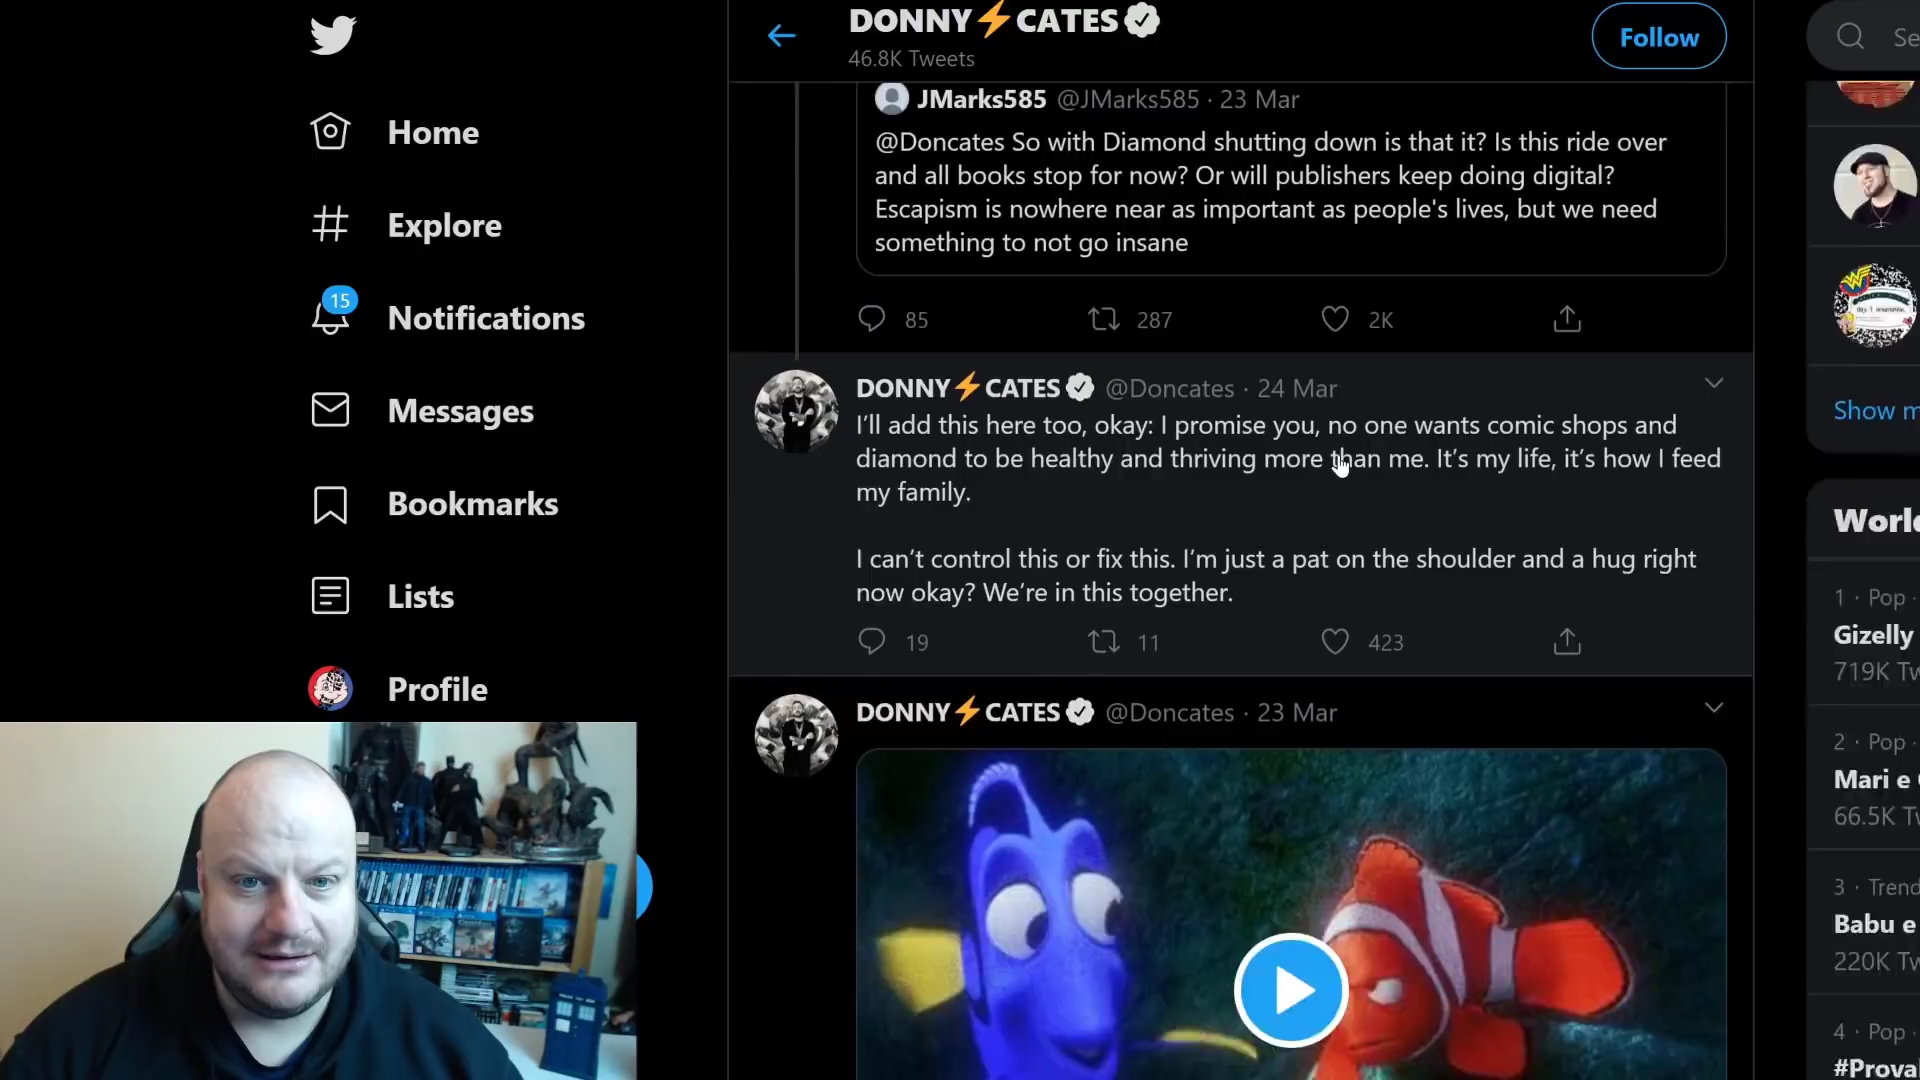 DONNY⚡CATES
46.8K Tweets
Follow
Se
Home
Explore
15
Notifications
Messages
Bookmarks
Lists
Profile
JMarks585 @JMarks585 · 23 Mar
@Doncates So with Diamond shutting down is that it? Is this ride over
and all books stop for now? Or will publishers keep doing digital?
Escapism is nowhere near as important as people's lives, but we need
something to not go insane
85 287 2K
DONNY⚡CATES @Doncates · 24 Mar
I'll add this here too, okay: I promise you, no one wants comic shops and
diamond to be healthy and thriving more than me. It's my life, it's how I feed
my family.
I can't control this or fix this. I'm just a pat on the shoulder and a hug right
now okay? We're in this together.
19 11 423
DONNY⚡CATES @Doncates · 23 Mar
Show m
Worl
1 · Pop ·
Gizelly
719K Tw
2 · Pop ·
Mari e
66.5K Tw
3 · Trend
Babu e
220K Tw
4 · Pop ·
#Prova